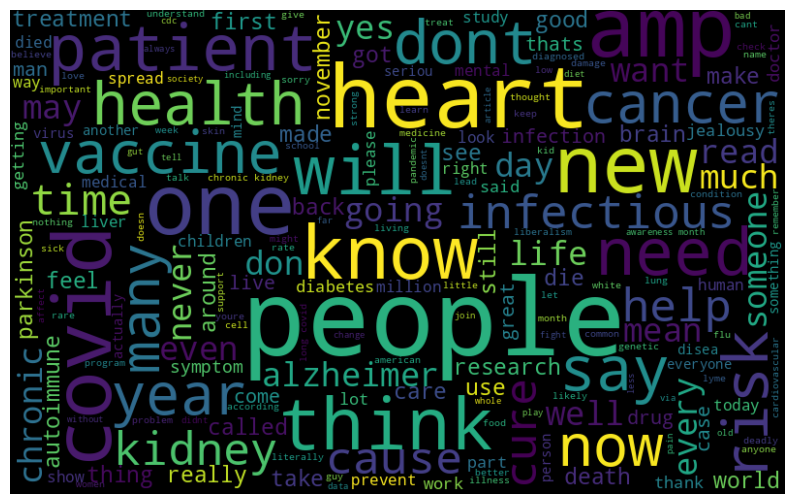 treatment
understand
cdc
first
give
study
good
bad
cant
died
always
yes
dont
amp
check
name
doctor
believe
love
november
thats
diagnosed
damage
man
important
patient
got
treat
low
diet
want
make
way
spread
society
including
sorry
seriou
mental
theres
may
health
heart
cancer
learn
article
thought
keep
getting
virus
another
week
skin
mind
made
strong
medicine
look
infection
brain
jealousy
gut
tell
school
please
pandemic
doesnt
kid
vaccine
will
see
day
new
read
medical
talk
chronic kidney
right
lead
said
condition
much
time
nothing
liver
one
back
far
going
infectious
something
remember
sick
doesn
children
might
rate
living
liberalism
awareness month
someone
covid
many
never
around
don
know
still
life
need
parkinson
feel
live
support
diabetes
million
little
great
let
white
lung
die
human
actually
rare
affect
cell
youre
long covid
change
join
people
month
fight
common
genetic
flu
help
mean
disea
everyone
cardiovascular
chronic
autoimmune
program
without
symptom
american
alzheimer
research
say
less
lyme
risk
year
come
according
lot
whole
care
use
likely
via
every
today
problem
didnt
called
think
food
cure
play
well
drug
pain
case
old
deadly
anyone
kidney
literally
cause
part
better
person
now
show
women
thing
really
guy
data
take
prevent
work
illness
death
thank
world